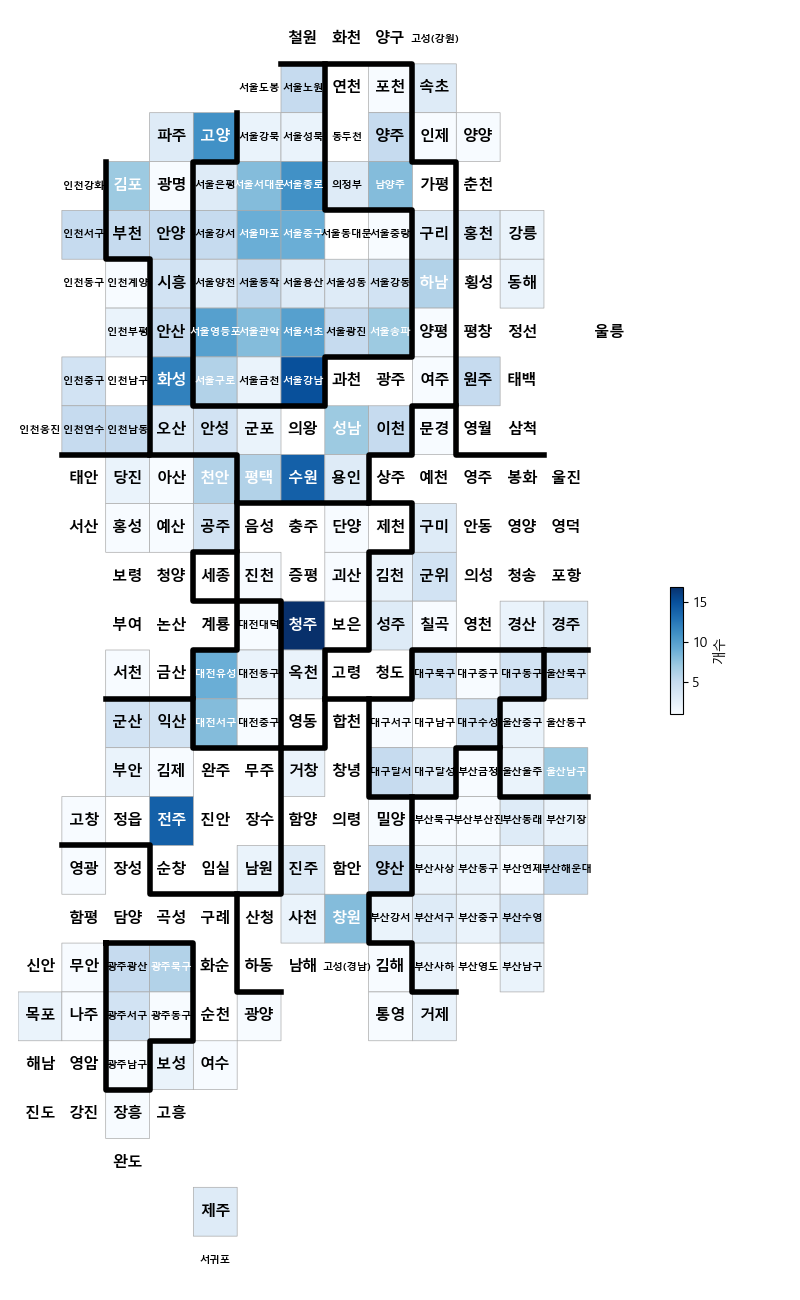 철원 화천 양구 고성(강원)
서울도봉 서울노원 연천 포천 속초
파주 고양 서울강북 서울성북 동두천 양주 인제 양양
인천강화 김포 광명 서울은평 서울서대문 서울종로 의정부 남양주 가평 춘천
인천서구 부천 안양 서울강서 서울마포 서울중구 서울동대문 서울중랑 구리 홍천 강릉
인천동구 인천계양 시흥 서울양천 서울동작 서울용산 서울성동 서울강동 하남 횡성 동해
인천부평 안산 서울영등포 서울관악 서울서초 서울광진 서울송파 양평 평창 정선 울릉
인천중구 인천남구 화성 서울구로 서울금천 서울강남 과천 광주 여주 원주 태백
인천옹진 인천연수 인천남동 오산 안성 군포 의왕 성남 이천 문경 영월 삼척
태안 당진 아산 천안 평택 수원 용인 상주 예천 영주 봉화 울진
서산 홍성 예산 공주 음성 충주 단양 제천 구미 안동 영양 영덕
보령 청양 세종 진천 증평 괴산 김천 군위 의성 청송 포항
부여 논산 계룡 대전대덕 청주 보은 성주 칠곡 영천 경산 경주
서천 금산 대전유성 대전동구 옥천 고령 청도 대구북구 대구중구 대구동구 울산북구
군산 익산 대전서구 대전중구 영동 합천 대구서구 대구남구 대구수성 울산중구 울산동구
부안 김제 완주 무주 거창 창녕 대구달서 대구달성 부산금정 울산울주 울산남구
고창 정읍 전주 진안 장수 함양 의령 밀양 부산북구 부산부산진 부산동래 부산기장
영광 장성 순창 임실 남원 진주 함안 양산 부산사상 부산동구 부산연제 부산해운대
함평 담양 곡성 구례 산청 사천 창원 부산강서 부산서구 부산중구 부산수영
신안 무안 광주광산 광주북구 화순 하동 남해 고성(경남) 김해 부산사하 부산영도 부산남구
목포 나주 광주서구 광주동구 순천 광양 통영 거제
해남 영암 광주남구 보성 여수
진도 강진 장흥 고흥
완도
제주
서귀포
15
10
5
개수